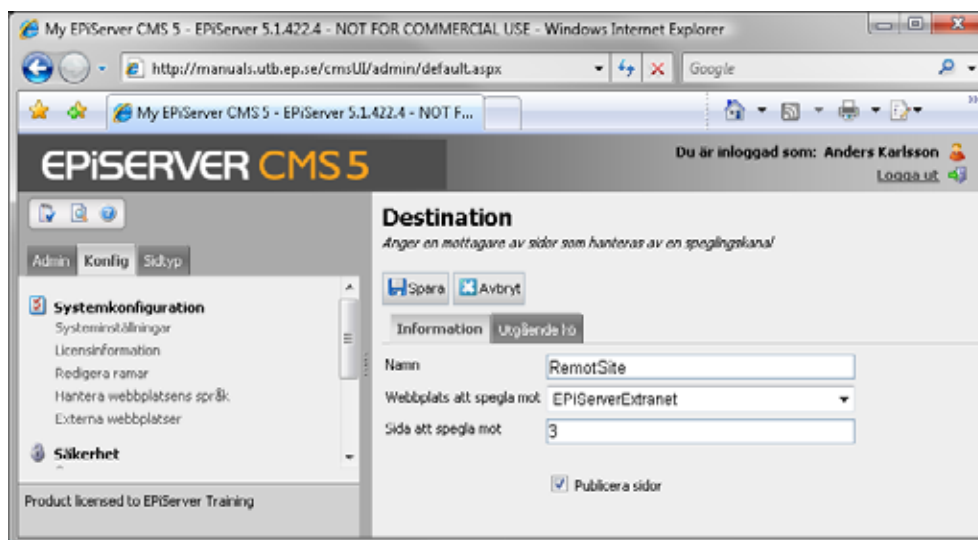 My EPiServer CMS 5 - EPiServer 5.1.422.4 - NOT FOR COMMERCIAL USE - Windows Internet Explorer
http://manuals.utb.ep.se/cmsUI/admin/default.aspx
Google
My EPiServer CMS 5 - EPiServer 5.1.422.4 - NOT F...
EPiSERVER CMS 5
Du är inloggad som: Anders Karlsson
Logga ut
Admin Konfig Sidtyp
Systemkonfiguration
Systeminställningar
Licensinformation
Redigera ramar
Hantera webbplatsens språk
Externa webbplatser
Säkerhet
Product licensed to EPiServer Training
Destination
Anger en mottagare av sidor som hanteras av en speglingskanal
Spara Avbryt
Information Utgående kö
Namn RemotSite
Webbplats att spegla mot EPiServerExtranet
Sida att spegla mot 3
Publicera sidor